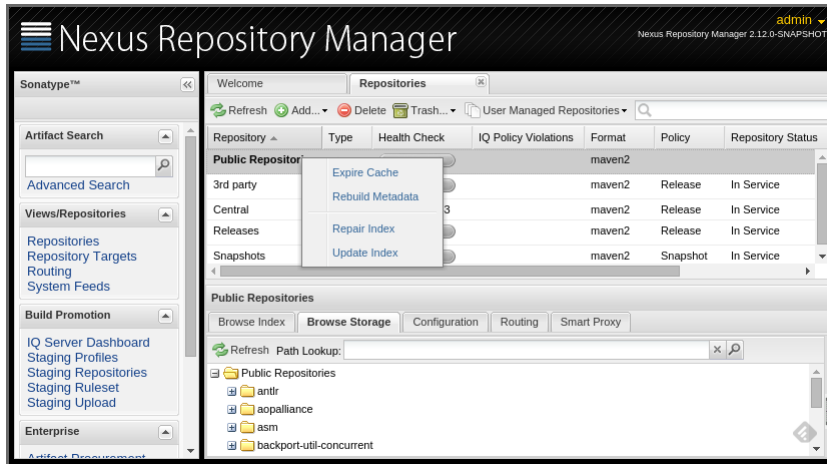 Nexus Repository Manager
admin
Nexus Repository Manager 2.12.0-SNAPSHOT
Sonatype™
Artifact Search
Advanced Search
Views/Repositories
Repositories
Repository Targets
Routing
System Feeds
Build Promotion
IQ Server Dashboard
Staging Profiles
Staging Repositories
Staging Ruleset
Staging Upload
Enterprise
Artifact Procurement
Welcome Repositories
Refresh Add... Delete Trash... User Managed Repositories
Repository Type Health Check IQ Policy Violations Format Policy Repository Status
Public Repositori maven2
3rd party maven2 Release In Service
Central 3 maven2 Release In Service
Releases maven2 Release In Service
Snapshots maven2 Snapshot In Service
Expire Cache
Rebuild Metadata
Repair Index
Update Index
Public Repositories
Browse Index Browse Storage Configuration Routing Smart Proxy
Refresh Path Lookup:
Public Repositories
antlr
aopalliance
asm
backport-util-concurrent